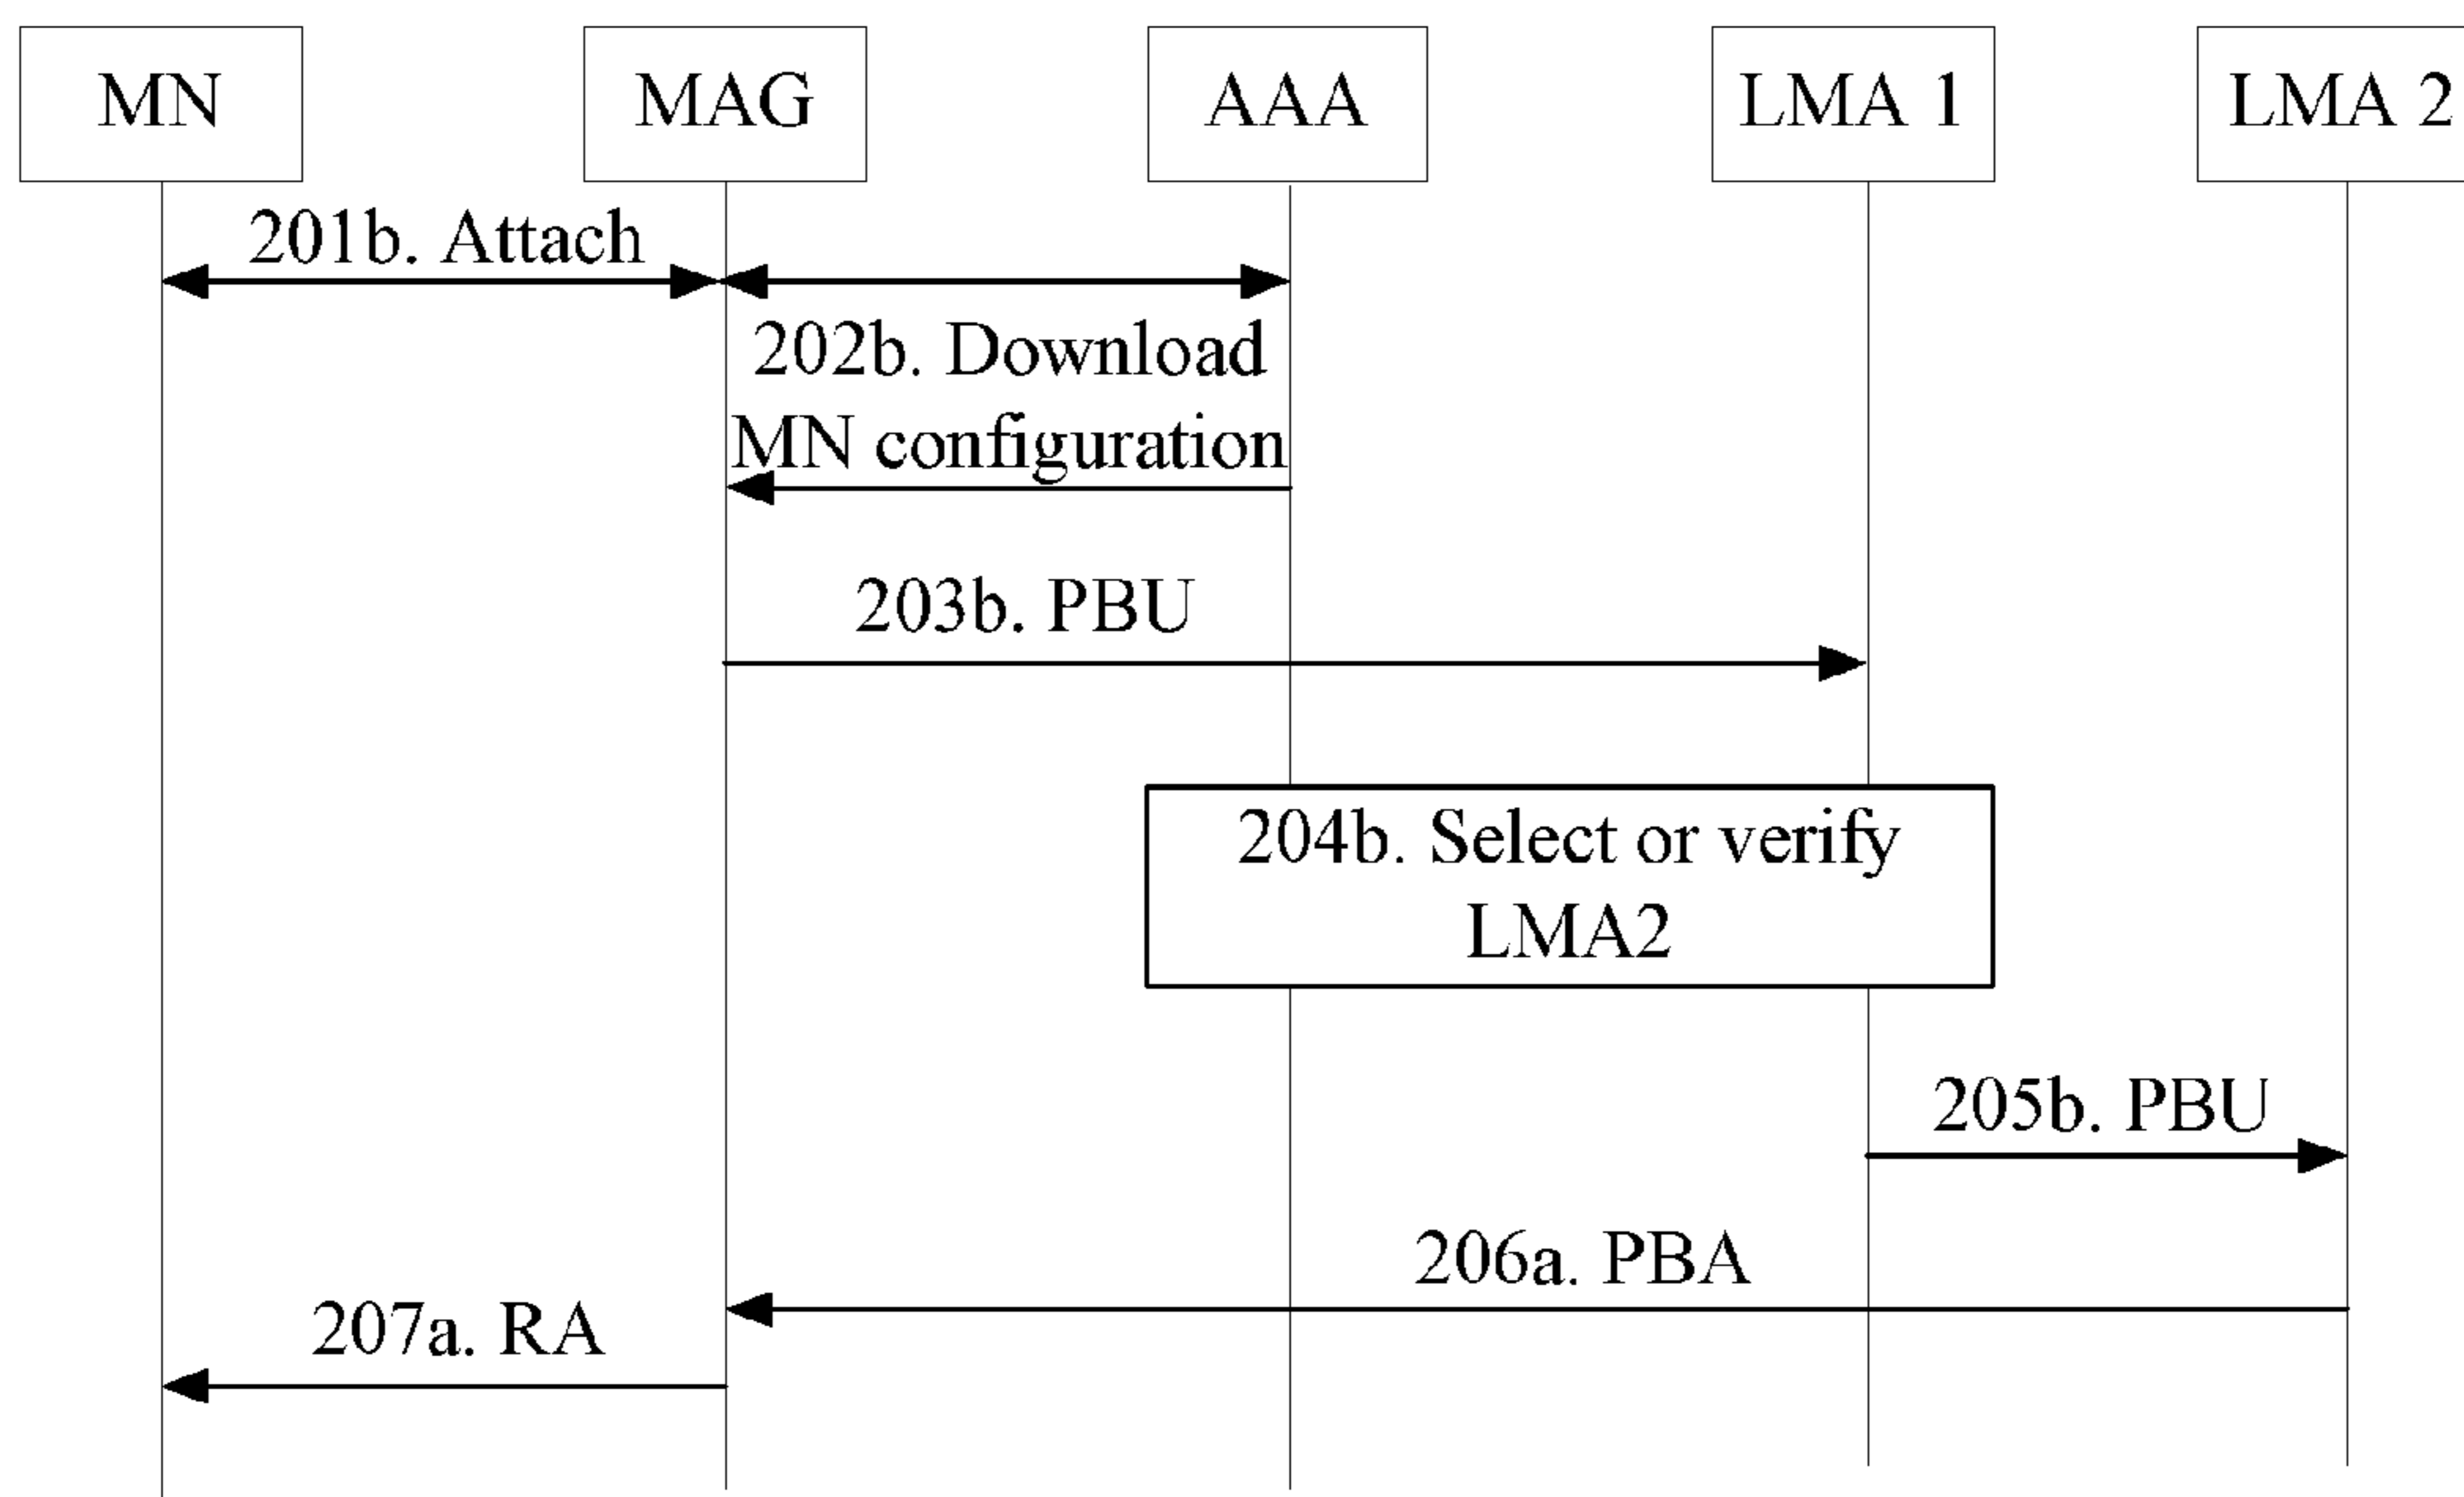 MN
MAG
AAA
LMA 1
LMA 2
201b. Attach
202b. Download
MN configuration
203b. PBU
204b. Select or verify
LMA2
205b. PBU
206a. PBA
207a. RA